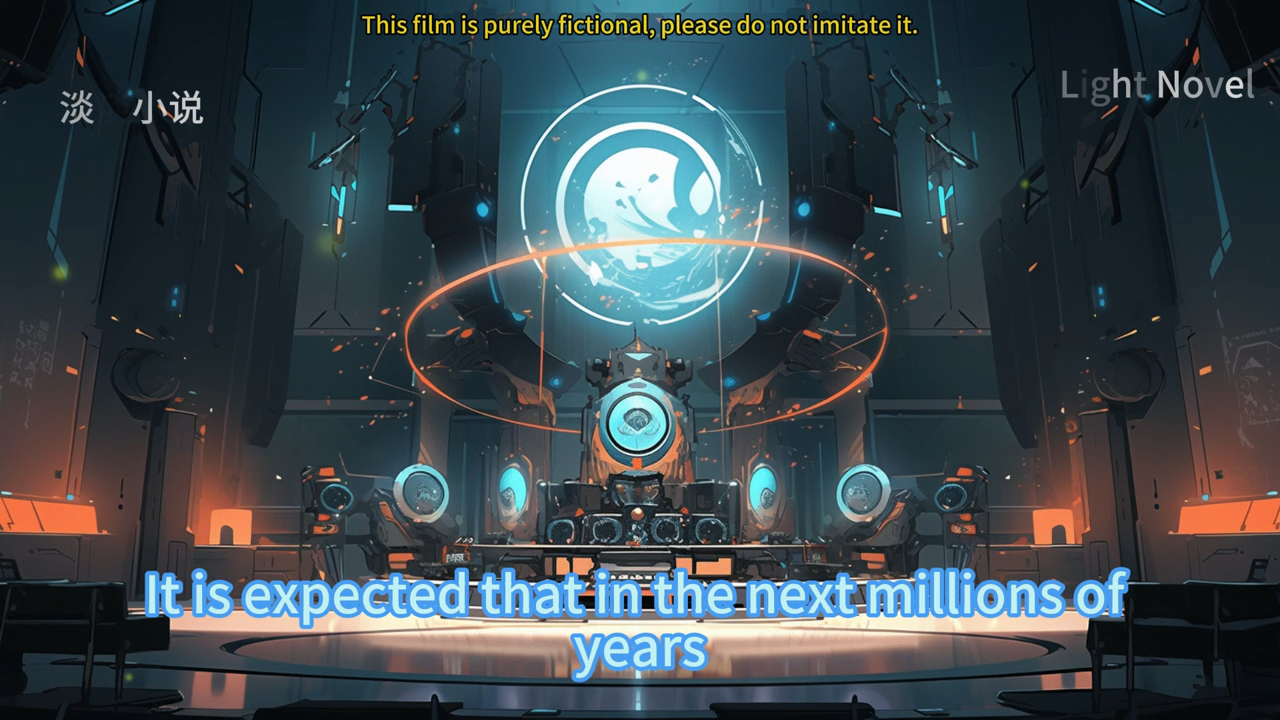 This film is purely fictional, please do not imitate it.
Light Novel
淡 小说
It is expected that in the next millions of
years